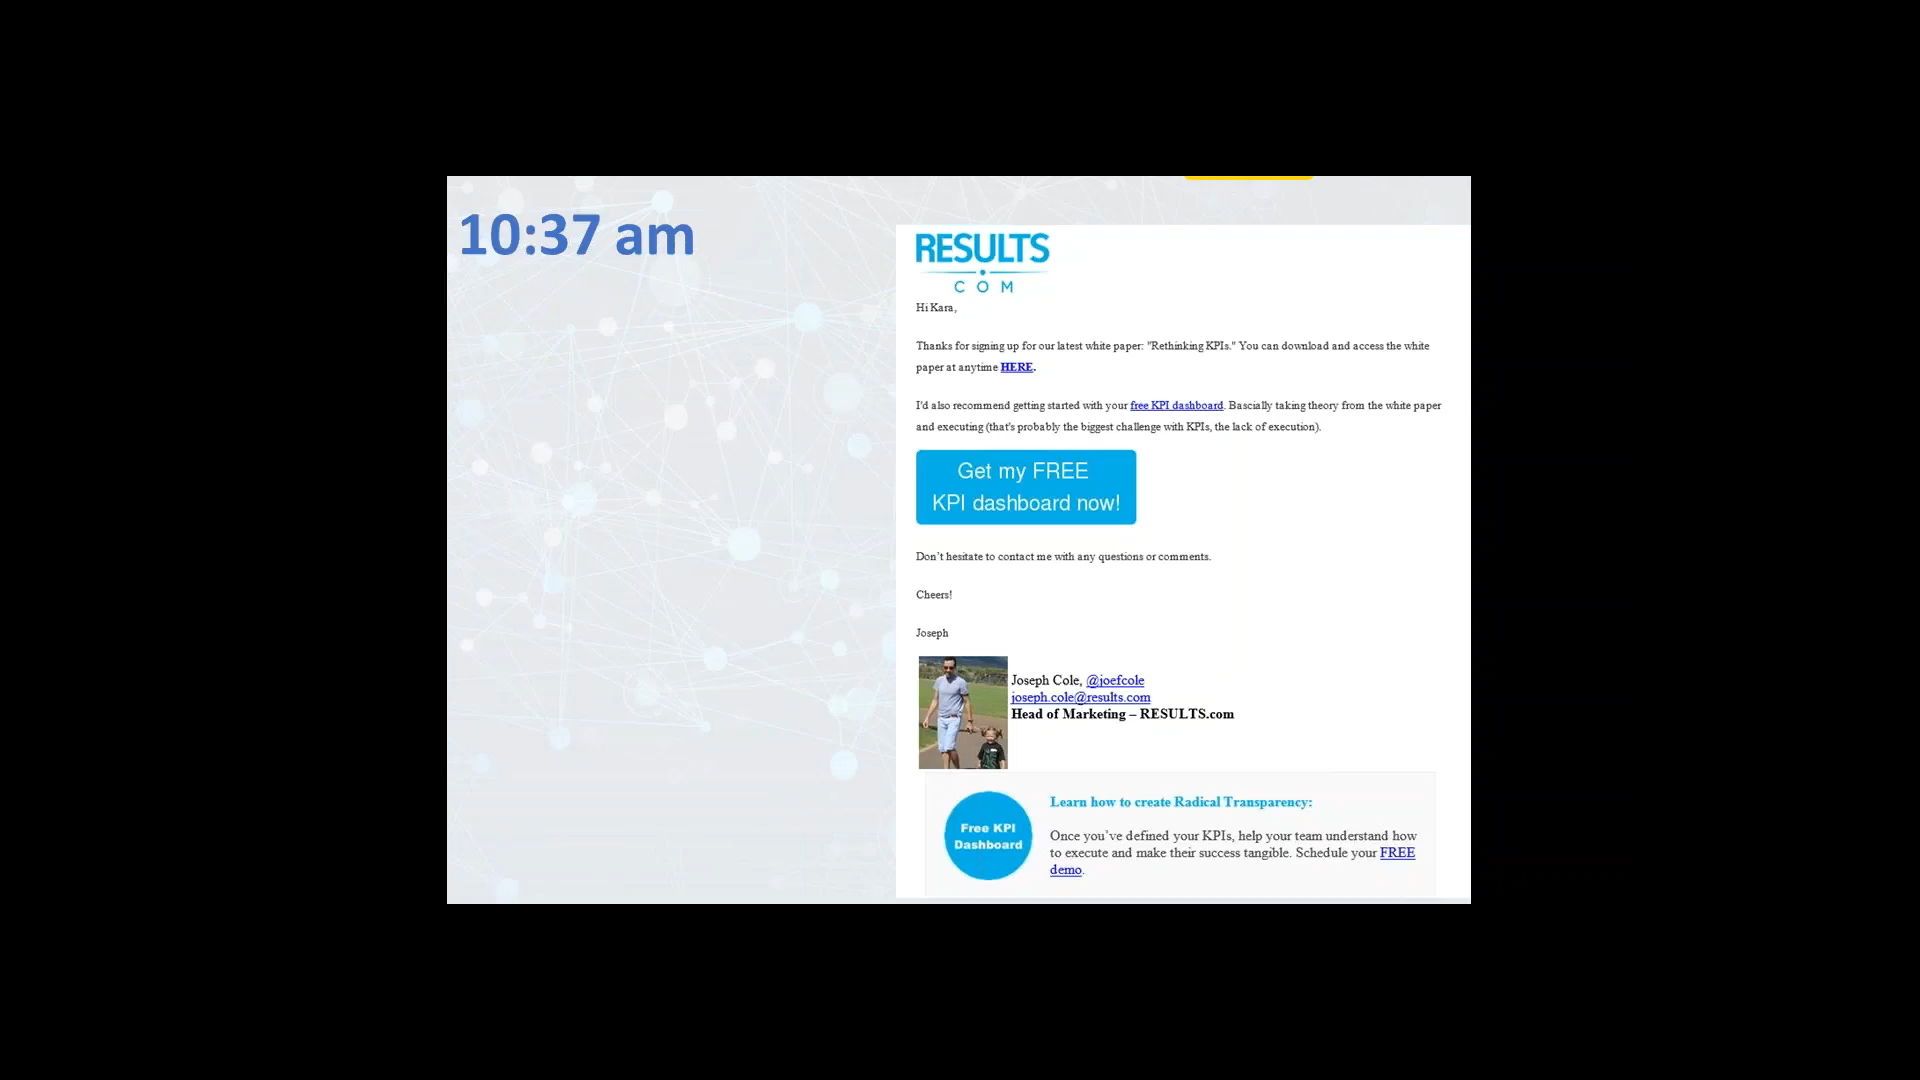 10:37 am
RESULTS
COM
Hi Kara,
Thanks for signing up for our latest white paper: "Rethinking KPIs." You can download and access the white
paper at anytime HERE.
I'd also recommend getting started with your free KPI dashboard. Bascially taking theory from the white paper
and executing (that's probably the biggest challenge with KPIs, the lack of execution).
Get my FREE
KPI dashboard now!
Don't hesitate to contact me with any questions or comments.
Cheers!
Joseph
Joseph Cole, @joefcole
joseph.cole@results.com
Head of Marketing – RESULTS.com
Free KPI
Dashboard
Learn how to create Radical Transparency:
Once you've defined your KPIs, help your team understand how
to execute and make their success tangible. Schedule your FREE
demo.